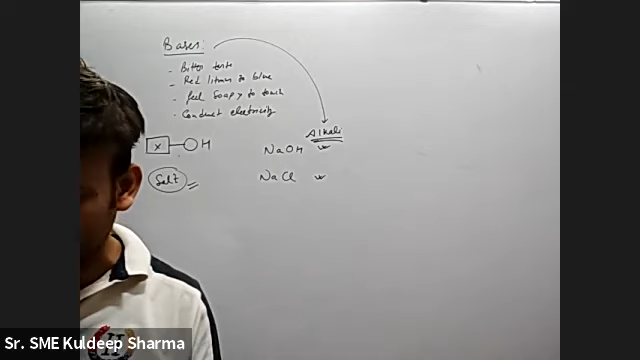 Bases:
- Bitter taste
- Red litmus to blue
- feel Soapy to touch
- Conduct electricity
Alkali
x OH
NaOH
Salt
NaCl
Sr. SME Kuldeep Sharma